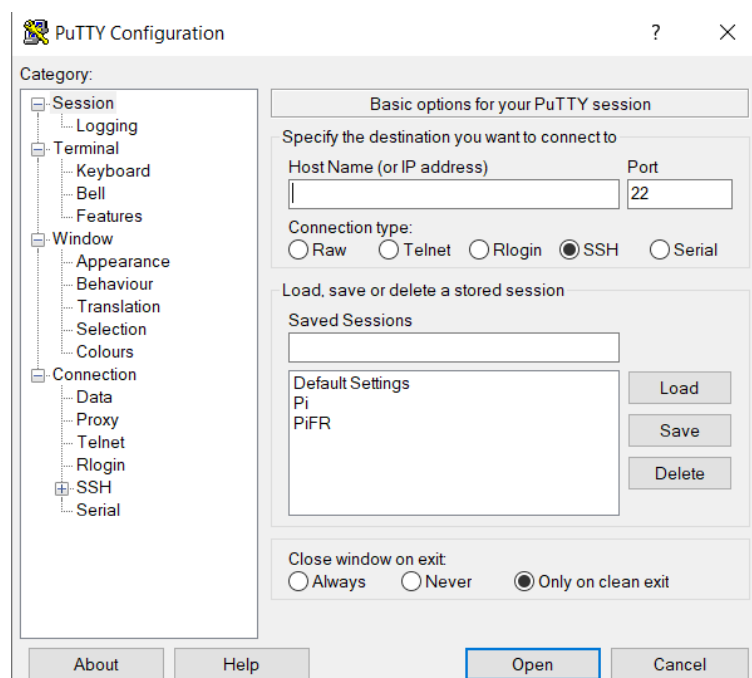 PuTTY Configuration
?
Category:
Session
Logging
Terminal
Keyboard
Bell
Features
Window
Appearance
Behaviour
Translation
Selection
Colours
Connection
Data
Proxy
Telnet
Rlogin
SSH
Serial
Basic options for your PuTTY session
Specify the destination you want to connect to
Host Name (or IP address) Port
22
Connection type:
Raw Telnet Rlogin SSH Serial
Load, save or delete a stored session
Saved Sessions
Default Settings
Pi
PiFR
Load
Save
Delete
Close window on exit:
Always Never Only on clean exit
About Help Open Cancel